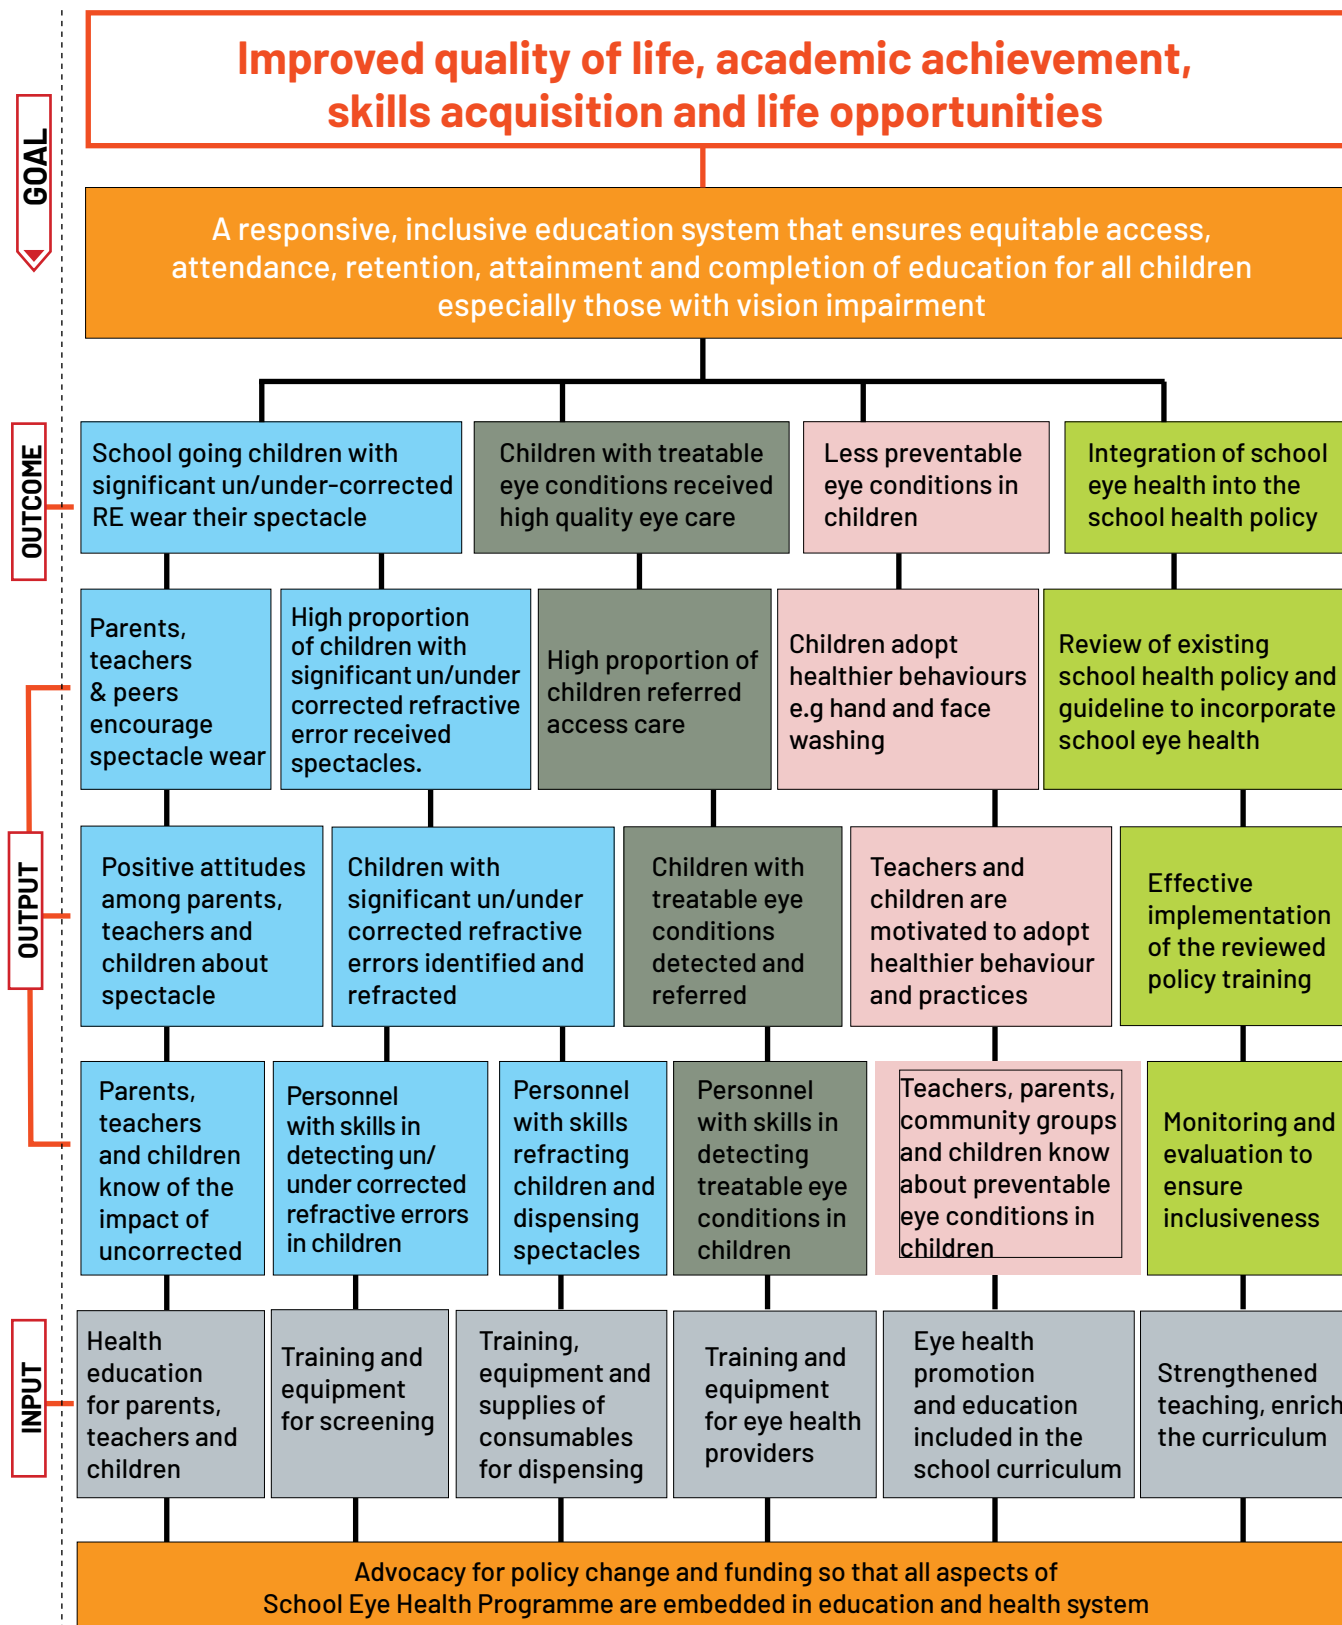 Improved quality of life, academic achievement,
skills acquisition and life opportunities
GOAL
A responsive, inclusive education system that ensures equitable access,
attendance, retention, attainment and completion of education for all children
especially those with vision impairment
OUTCOME
School going children with
significant un/under-corrected
RE wear their spectacle
Children with treatable
eye conditions received
high quality eye care
Less preventable
eye conditions in
children
Integration of school
eye health into the
school health policy
OUTPUT
Parents,
teachers
& peers
encourage
spectacle wear
High proportion
of children with
significant un/under
corrected refractive
error received
spectacles.
High proportion of
children referred
access care
Children adopt
healthier behaviours
e.g hand and face
washing
Review of existing
school health policy and
guideline to incorporate
school eye health
Positive attitudes
among parents,
teachers and
children about
spectacle
Children with
significant un/under
corrected refractive
errors identified and
refracted
Children with
treatable eye
conditions
detected and
referred
Teachers and
children are
motivated to adopt
healthier behaviour
and practices
Effective
implementation
of the reviewed
policy training
Parents,
teachers
and children
know of the
impact of
uncorrected
Personnel
with skills in
detecting un/
under corrected
refractive errors
in children
Personnel
with skills
refracting
children and
dispensing
spectacles
Personnel
with skills in
detecting
treatable eye
conditions in
children
Teachers, parents,
community groups
and children know
about preventable
eye conditions in
children
Monitoring and
evaluation to
ensure
inclusiveness
INPUT
Health
education
for parents,
teachers and
children
Training and
equipment
for screening
Training,
equipment and
supplies of
consumables
for dispensing
Training and
equipment
for eye health
providers
Eye health
promotion
and education
included in the
school curriculum
Strengthened
teaching, enrich
the curriculum
Advocacy for policy change and funding so that all aspects of
School Eye Health Programme are embedded in education and health system